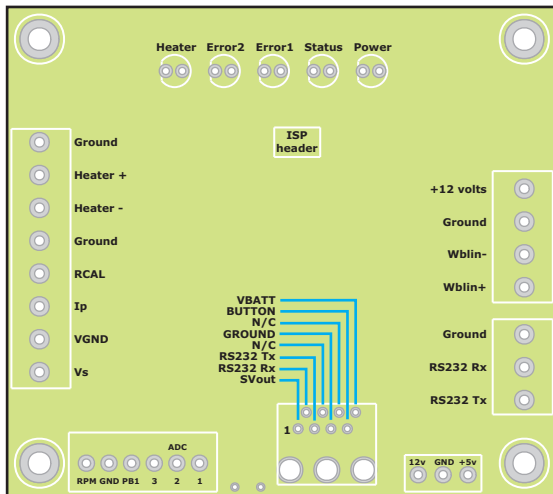 Heater Error2 Error1 Status Power
ISP
header
Ground
Heater +
Heater -
Ground
RCAL
Ip
VGND
Vs
+12 volts
Ground
Wblin-
Wblin+
Ground
RS232 Rx
RS232 Tx
VBATT
BUTTON
N/C
GROUND
N/C
RS232 Tx
RS232 Rx
SVout
1
ADC
RPM GND PB1 3 2 1
12v GND +5v